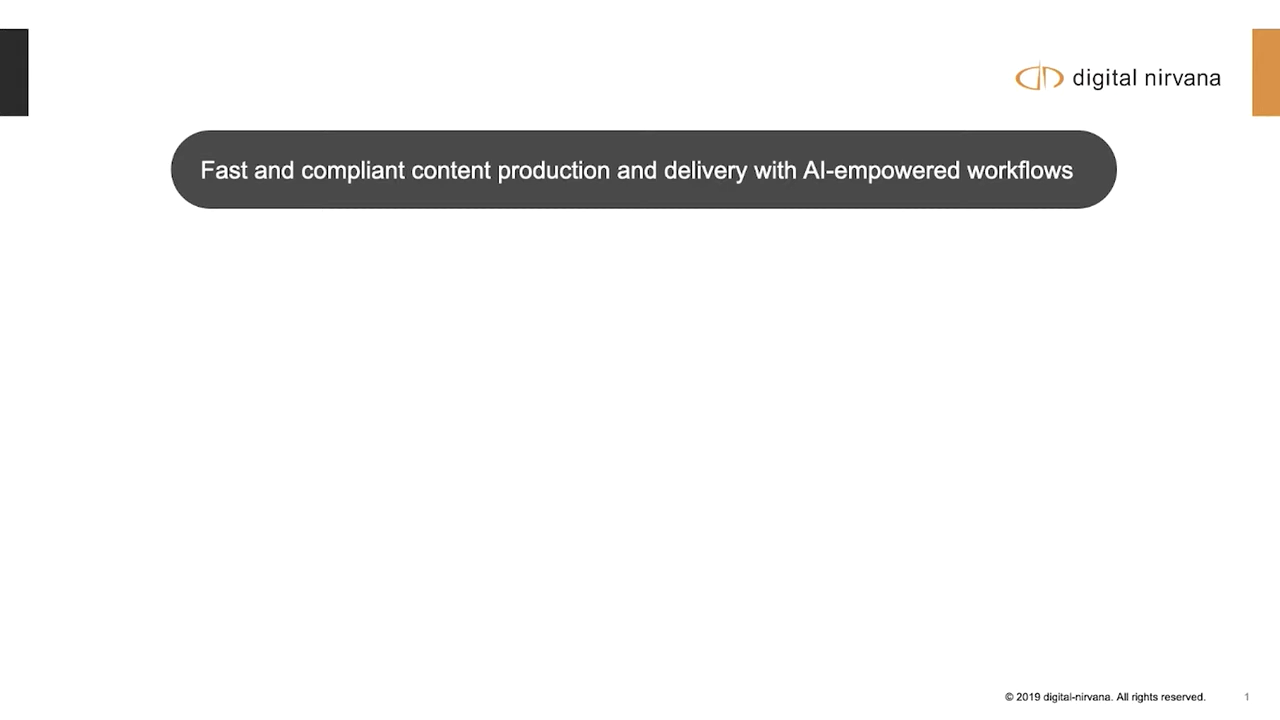 digital nirvana
Fast and compliant content production and delivery with AI-empowered workflows
© 2019 digital-nirvana. All rights reserved. 1